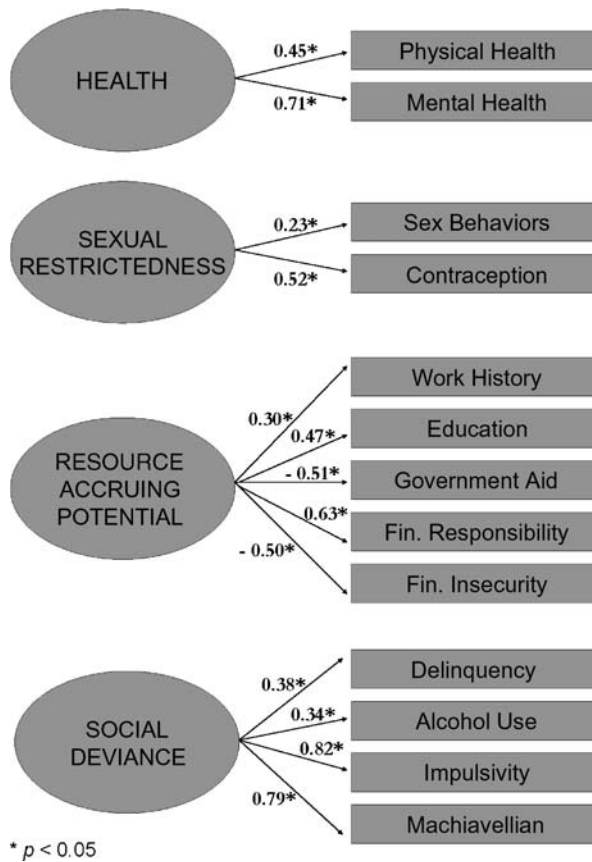 HEALTH
0.45*
0.71*
Physical Health
Mental Health
SEXUAL
RESTRICTEDNESS
0.23*
0.52*
Sex Behaviors
Contraception
RESOURCE
ACCRUING
POTENTIAL
0.30*
0.47*
- 0.51*
0.63*
- 0.50*
Work History
Education
Government Aid
Fin. Responsibility
Fin. Insecurity
SOCIAL
DEVIANCE
0.38*
0.34*
0.82*
0.79*
Delinquency
Alcohol Use
Impulsivity
Machiavellian
* p < 0.05